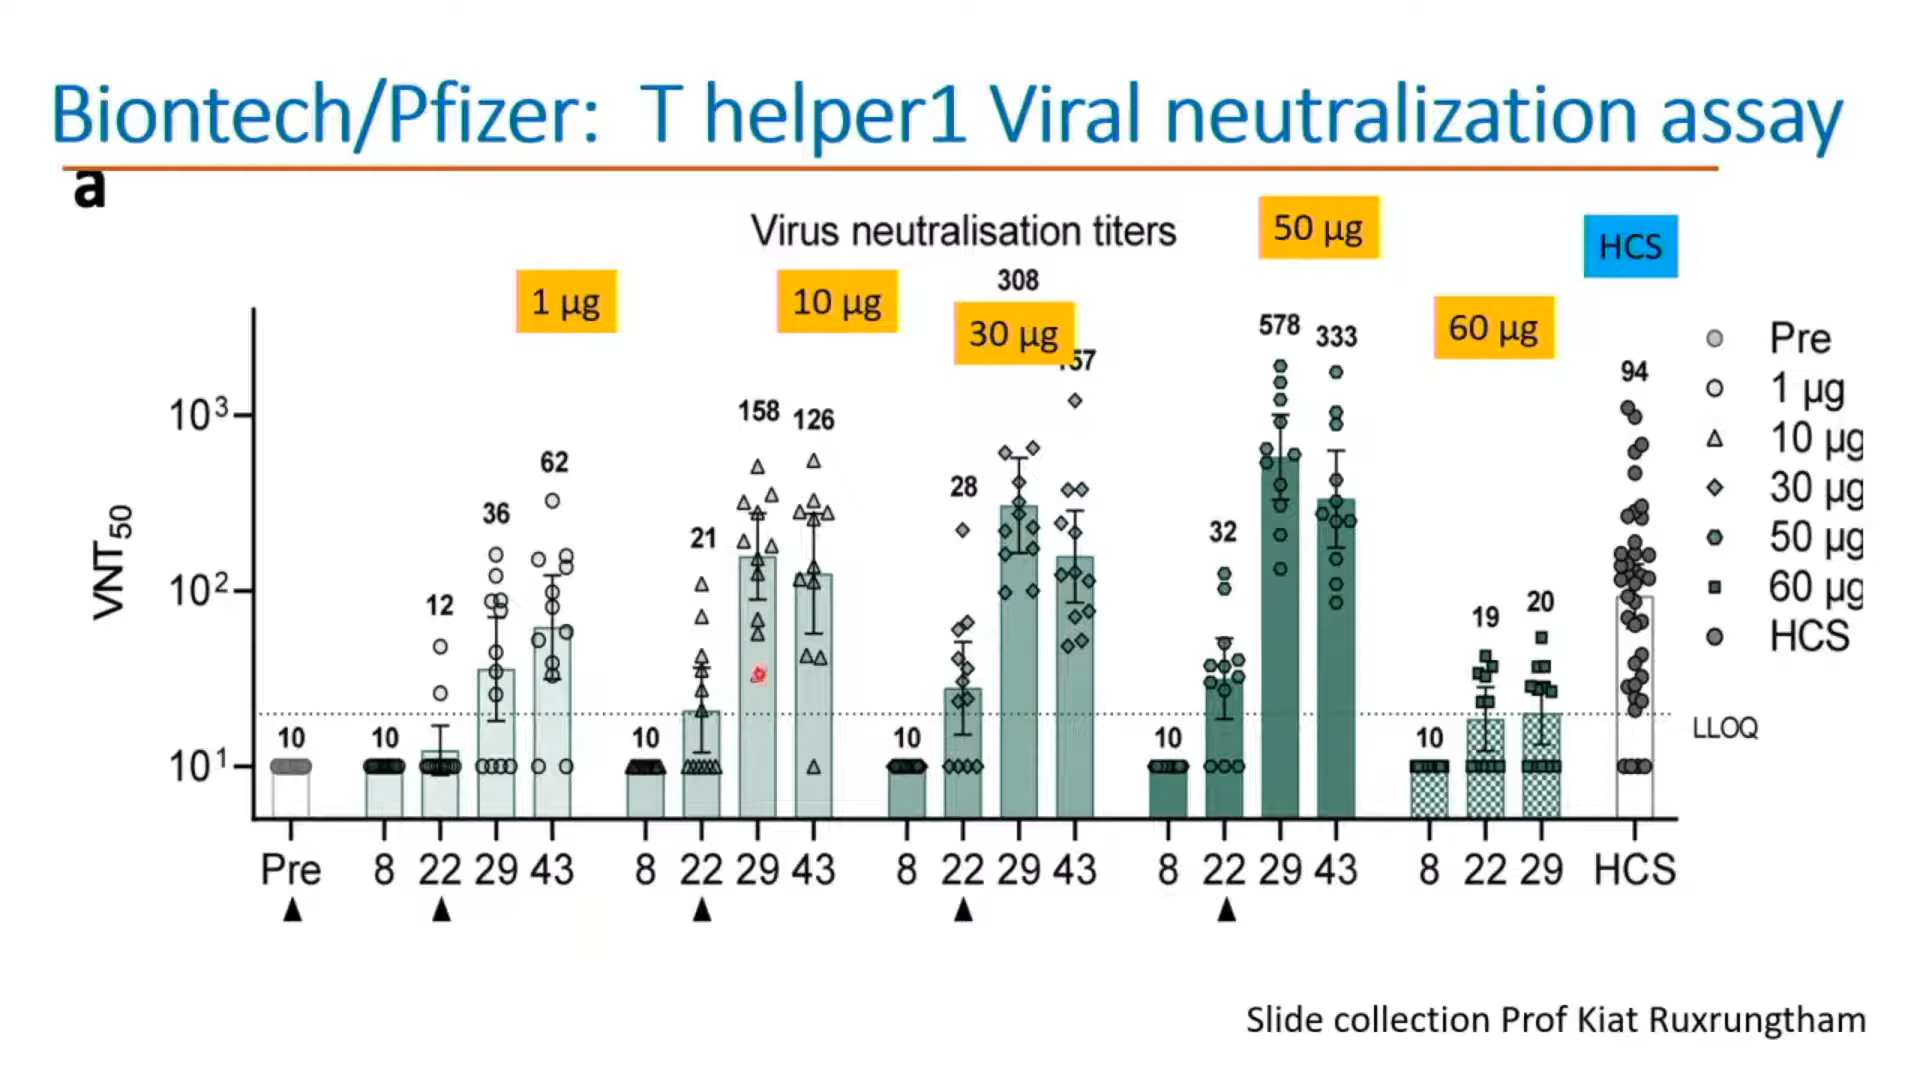 Biontech/Pfizer: T helper1 Viral neutralization assay
a
Virus neutralisation titers
50 µg
HCS
1 µg
10 µg
308
30 µg
60 µg
578
333
57
94
158
126
62
36
28
21
32
12
19
20
10
10
10
10
10
10
VNT50
10³
10²
10¹
LLOQ
Pre
1 µg
10 µg
30 µg
50 µg
60 µg
HCS
Pre 8 22 29 43 8 22 29 43 8 22 29 43 8 22 29 43 8 22 29 HCS
Slide collection Prof Kiat Ruxrungtham